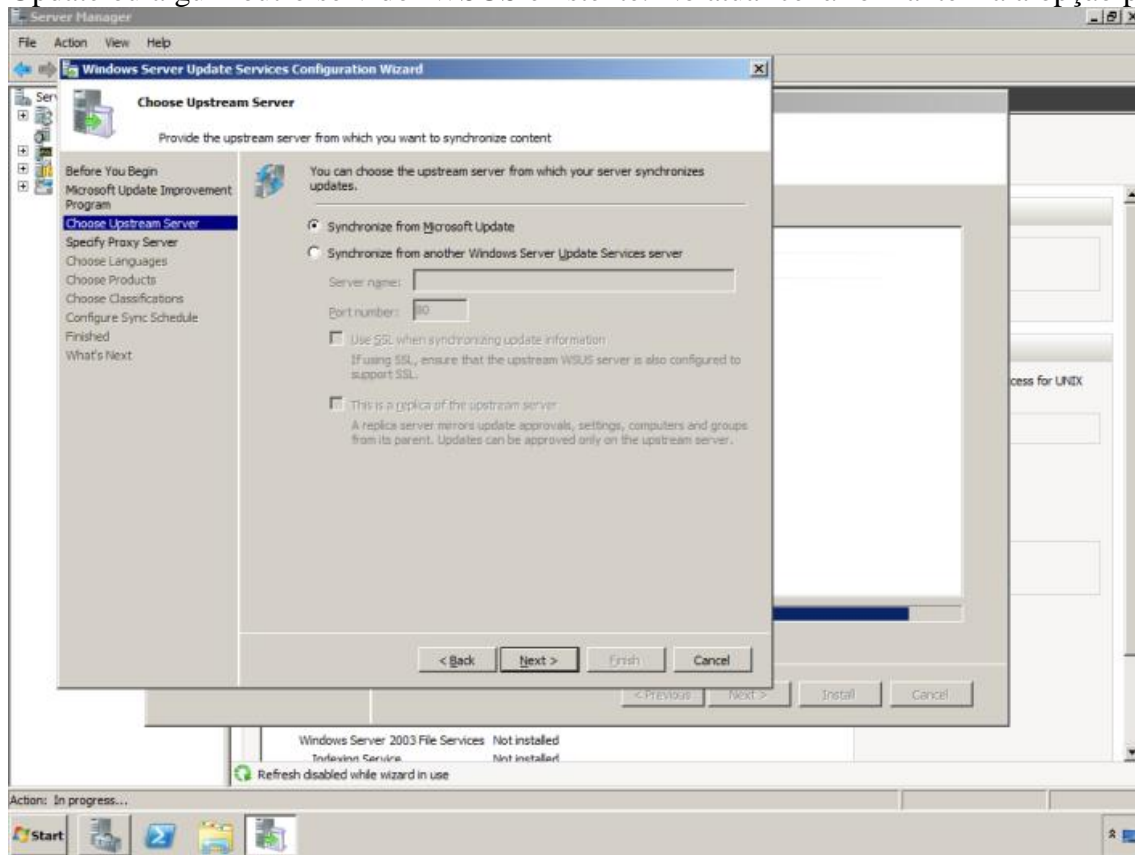 Server Manager
File Action View Help
Windows Server Update Services Configuration Wizard
Choose Upstream Server
Provide the upstream server from which you want to synchronize content
Before You Begin
Microsoft Update Improvement
Program
Choose Upstream Server
Specify Proxy Server
Choose Languages
Choose Products
Choose Classifications
Configure Sync Schedule
Finished
What's Next
You can choose the upstream server from which your server synchronizes
updates.
Synchronize from Microsoft Update
Synchronize from another Windows Server Update Services server
Server name:
Port number: 80
Use SSL when synchronizing update information
If using SSL, ensure that the upstream WSUS server is also configured to
support SSL.
This is a replica of the upstream server
A replica server mirrors update approvals, settings, computers and groups
from its parent. Updates can be approved only on the upstream server.
cess for UNIX
< Back Next > Finish Cancel
< Previous Next > Install Cancel
Windows Server 2003 File Services Not installed
Indexing Service Not installed
Refresh disabled while wizard in use
Action: In progress...
Start